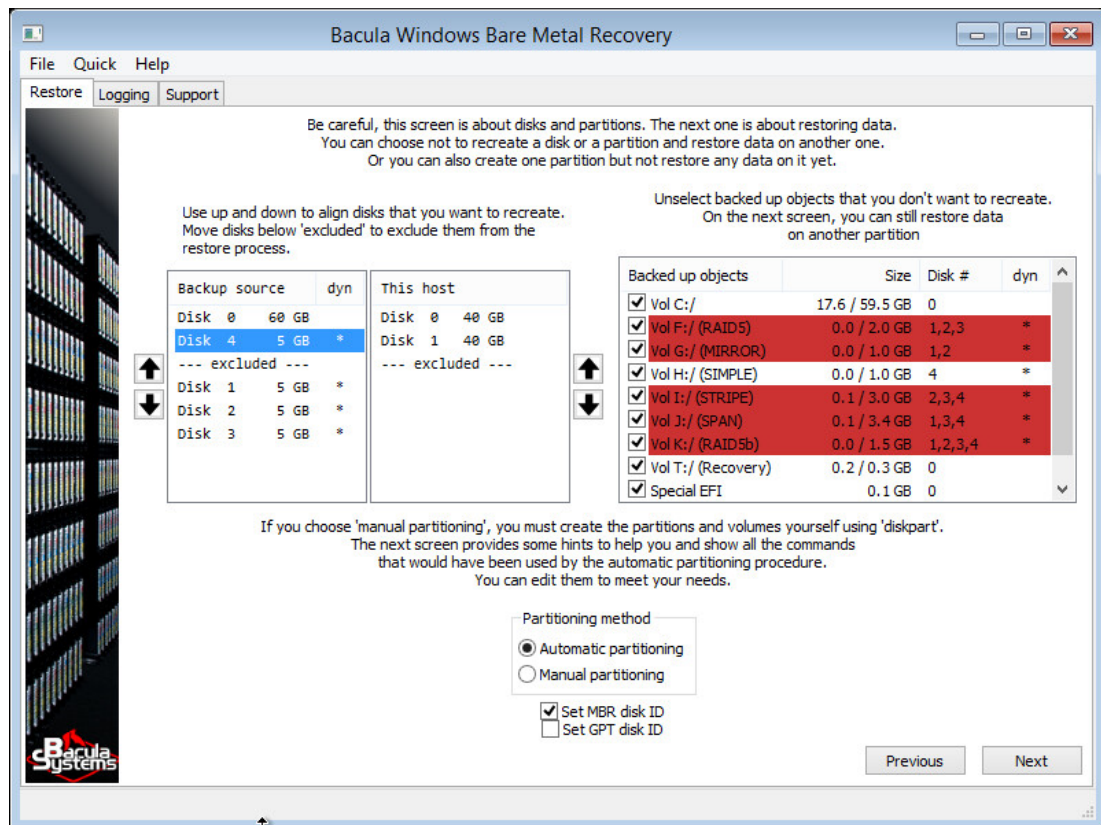 Bacula Windows Bare Metal Recovery
File Quick Help
Restore Logging Support
Be careful, this screen is about disks and partitions. The next one is about restoring data.
You can choose not to recreate a disk or a partition and restore data on another one.
Or you can also create one partition but not restore any data on it yet.
Use up and down to align disks that you want to recreate.
Move disks below 'excluded' to exclude them from the
restore process.
Unselect backed up objects that you don't want to recreate.
On the next screen, you can still restore data
on another partition
Backup source dyn
Disk 0 60 GB
Disk 4 5 GB *
--- excluded ---
Disk 1 5 GB *
Disk 2 5 GB *
Disk 3 5 GB *
This host
Disk 0 40 GB
Disk 1 40 GB
--- excluded ---
Backed up objects Size Disk # dyn
Vol C:/ 17.6 / 59.5 GB 0
Vol F:/ (RAID5) 0.0 / 2.0 GB 1,2,3 *
Vol G:/ (MIRROR) 0.0 / 1.0 GB 1,2 *
Vol H:/ (SIMPLE) 0.0 / 1.0 GB 4 *
Vol I:/ (STRIPE) 0.1 / 3.0 GB 2,3,4 *
Vol J:/ (SPAN) 0.1 / 3.4 GB 1,3,4 *
Vol K:/ (RAID5b) 0.0 / 1.5 GB 1,2,3,4 *
Vol T:/ (Recovery) 0.2 / 0.3 GB 0
Special EFI 0.1 GB 0
If you choose 'manual partitioning', you must create the partitions and volumes yourself using 'diskpart'.
The next screen provides some hints to help you and show all the commands
that would have been used by the automatic partitioning procedure.
You can edit them to meet your needs.
Partitioning method
Automatic partitioning
Manual partitioning
Set MBR disk ID
Set GPT disk ID
Bacula
Systems
Previous Next